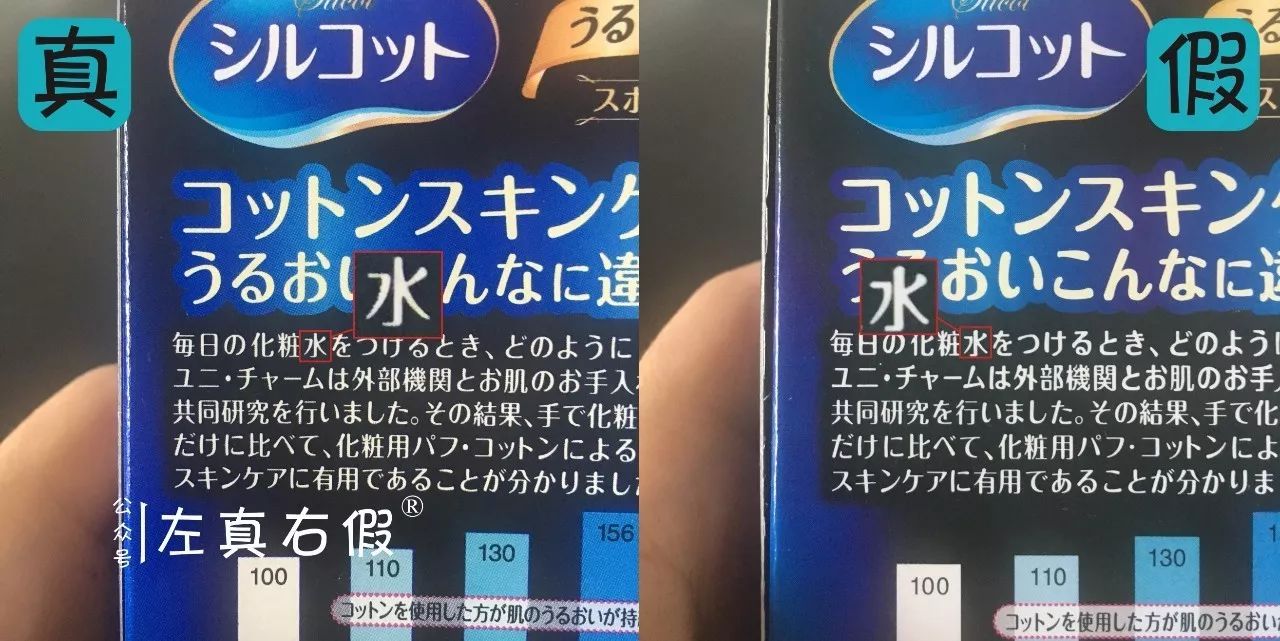 真
Silcot
シルコット
うる
スポ
コットンスキンケ
うるおい
水
んなに違
毎日の化粧水をつけるとき、どのように
ユニ・チャームは外部機関とお肌のお手入
共同研究を行いました。その結果、手で化粧
だけに比べて、化粧用パフ・コットンによる
スキンケアに有用であることが分かりまし
公众号
左真右假®
100
110
130
156
コットンを使用した方が肌のうるおいが持
假
Silcot
シルコット
うる
ス
コットンスキン
う
水
おいこんなに違
毎日の化粧水をつけるとき、どのよう
ユニ・チャームは外部機関とお肌のお手
共同研究を行いました。その結果、手で化
だけに比べて、化粧用パフ・コットンによ
スキンケアに有用であることが分かりま
100
110
130
コットンを使用した方が肌のうるおい